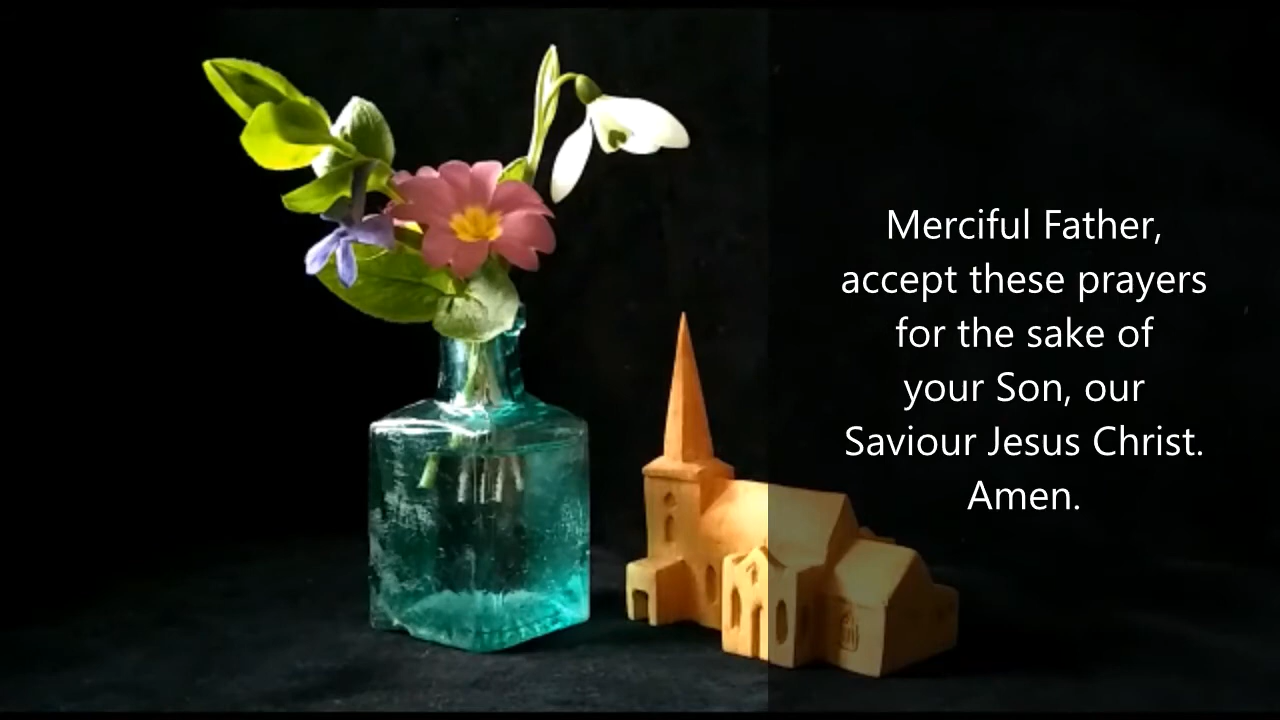 Merciful Father,
accept these prayers
for the sake of
your Son, our
Saviour Jesus Christ.
Amen.